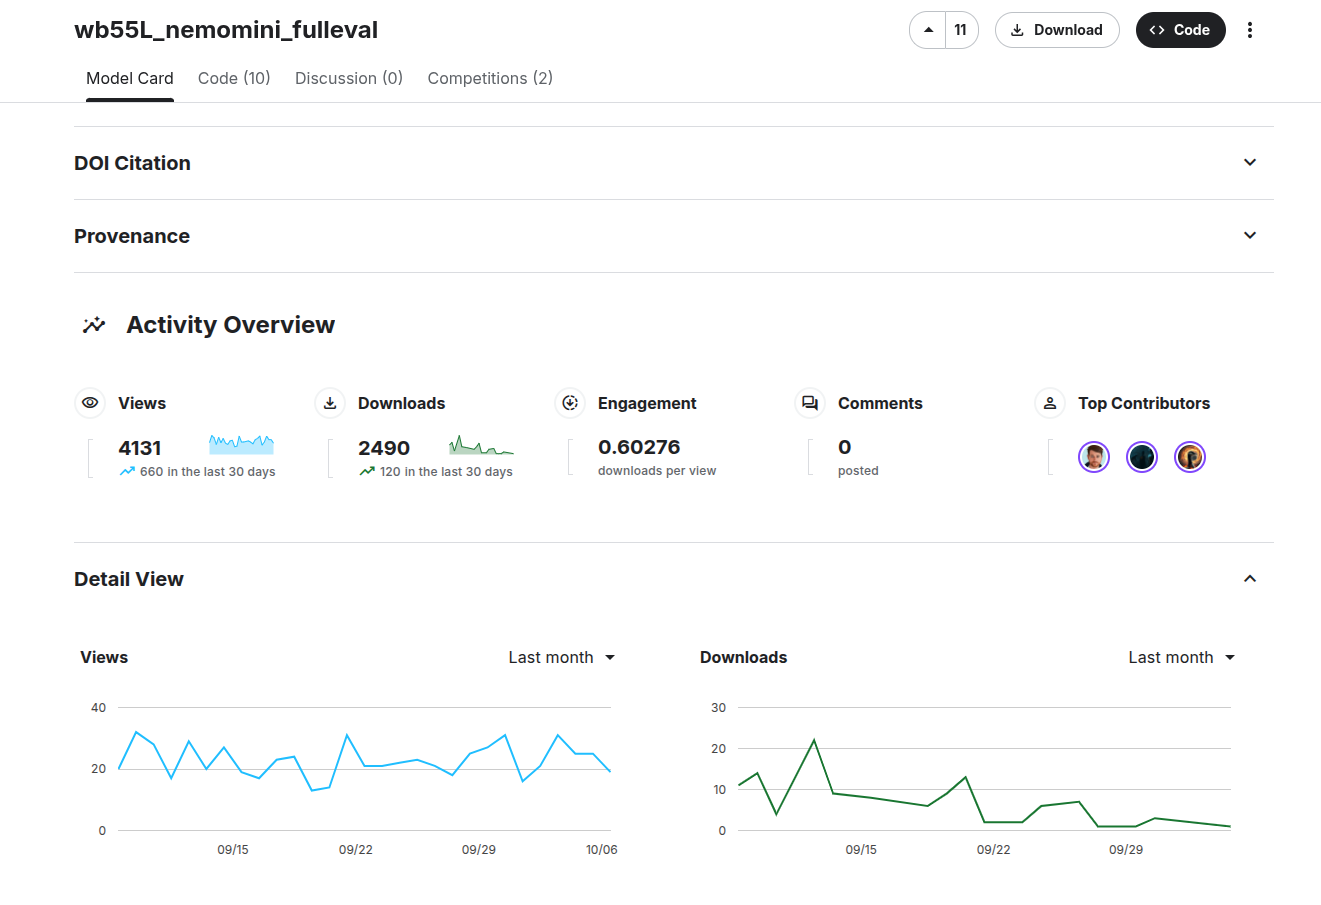 wb55L_nemomini_fulleval
11
Download
Code
Model Card
Code (10)
Discussion (0)
Competitions (2)
DOI Citation
Provenance
Activity Overview
Views
4131
660 in the last 30 days
Downloads
2490
120 in the last 30 days
Engagement
0.60276
downloads per view
Comments
0
posted
Top Contributors
Detail View
Views
Last month
40
20
0
09/15
09/22
09/29
10/06
Downloads
Last month
30
20
10
0
09/15
09/22
09/29